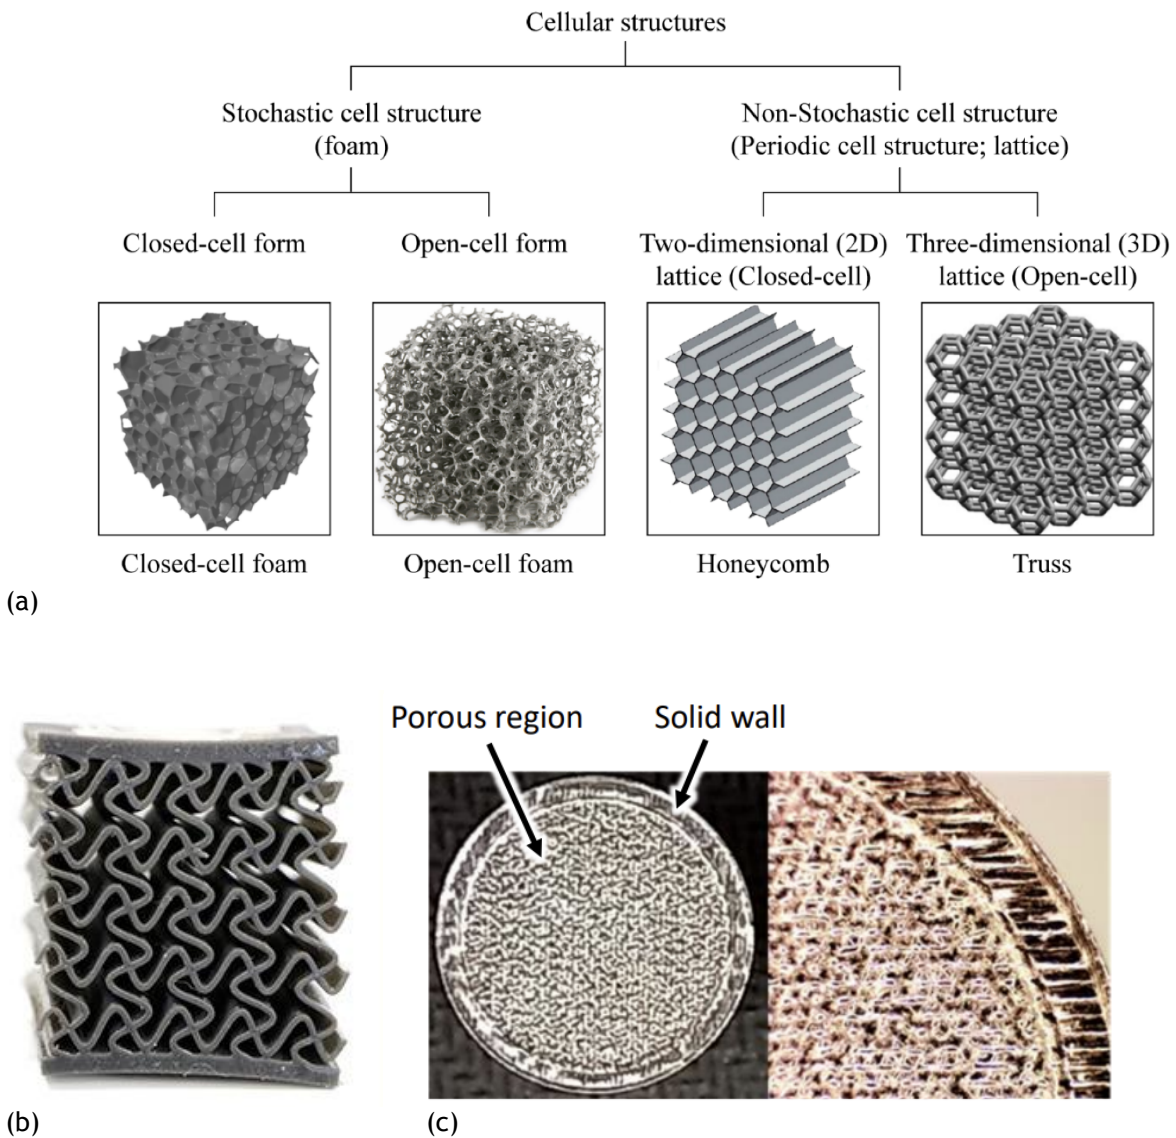 Cellular structures
Stochastic cell structure
(foam)
Non-Stochastic cell structure
(Periodic cell structure; lattice)
Closed-cell form
Open-cell form
Two-dimensional (2D)
lattice (Closed-cell)
Three-dimensional (3D)
lattice (Open-cell)
Closed-cell foam
Open-cell foam
Honeycomb
Truss
(a)
Porous region
Solid wall
(b)
(c)